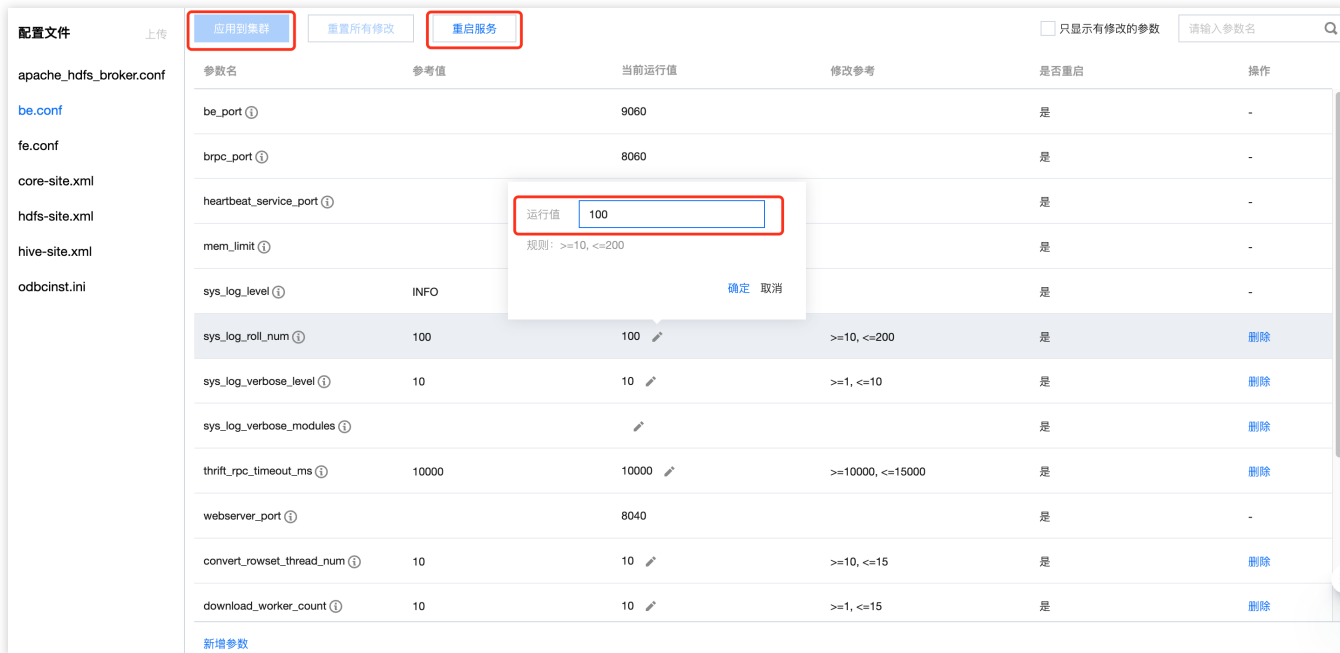 配置文件 上传
apache_hdfs_broker.conf
be.conf
fe.conf
core-site.xml
hdfs-site.xml
hive-site.xml
odbcinst.ini
应用到集群 重置所有修改 重启服务 只显示有修改的参数 请输入参数名
参数名 参考值 当前运行值 修改参考 是否重启 操作
be_port 9060 是 -
brpc_port 8060 是 -
heartbeat_service_port 是 -
mem_limit 是 -
sys_log_level INFO 是 -
运行值 100
规则: >=10, <=200
确定 取消
sys_log_roll_num 100 100 >=10, <=200 是 删除
sys_log_verbose_level 10 10 >=1, <=10 是 删除
sys_log_verbose_modules 是 删除
thrift_rpc_timeout_ms 10000 10000 >=10000, <=15000 是 删除
webserver_port 8040 是 -
convert_rowset_thread_num 10 10 >=10, <=15 是 删除
download_worker_count 10 10 >=1, <=15 是 删除
新增参数